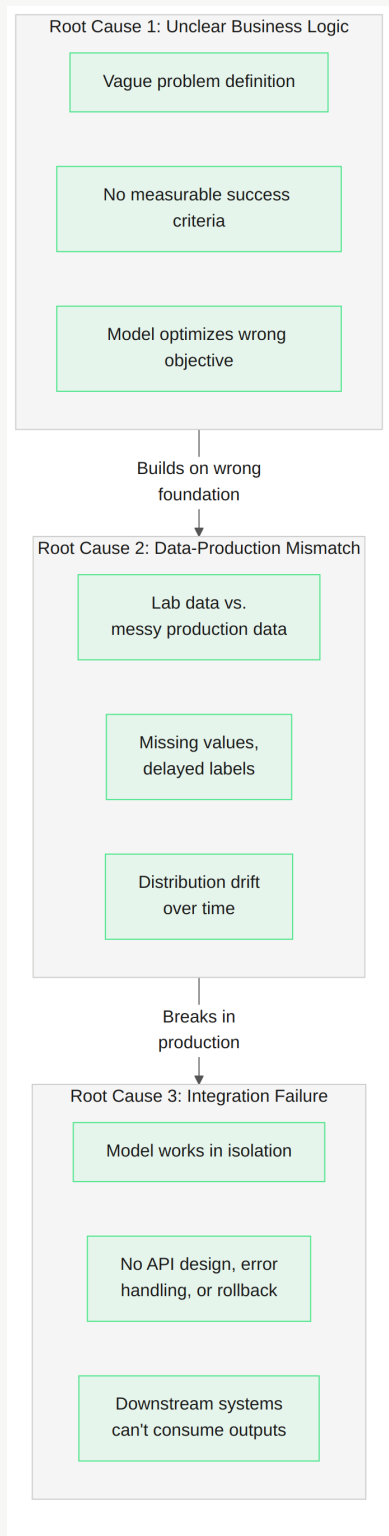 Root Cause 1: Unclear Business Logic
Vague problem definition
No measurable success
criteria
Model optimizes wrong
objective
Builds on wrong
foundation
Root Cause 2: Data-Production Mismatch
Lab data vs.
messy production data
Missing values,
delayed labels
Distribution drift
over time
Breaks in
production
Root Cause 3: Integration Failure
Model works in isolation
No API design, error
handling, or rollback
Downstream systems
can't consume outputs